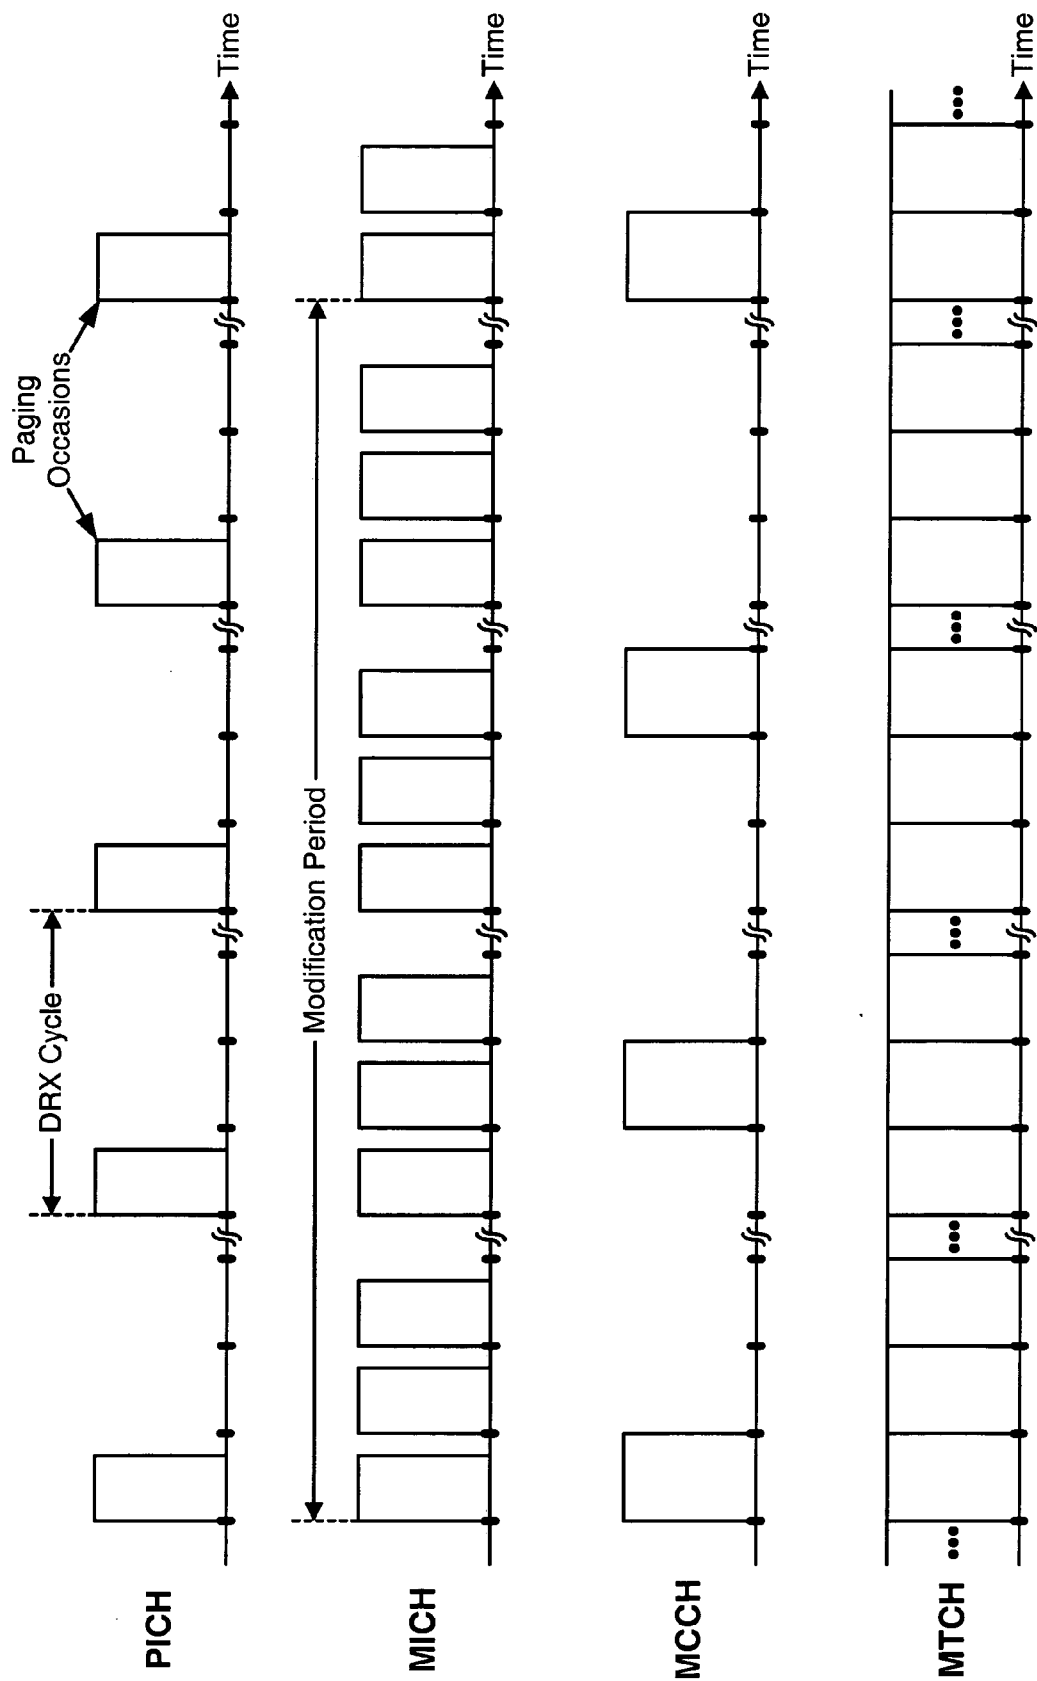 Paging
Occasions
DRX Cycle
PICH
Time
Modification Period
MICH
Time
MCCH
Time
MTCH
Time